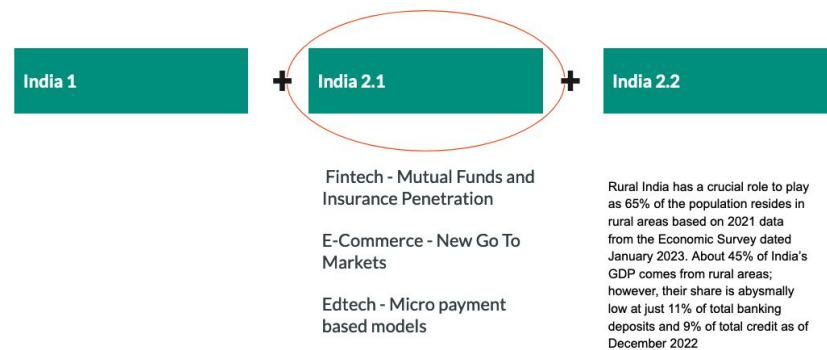 India 1
+
India 2.1
+
India 2.2
Fintech - Mutual Funds and
Insurance Penetration
E-Commerce - New Go To
Markets
Edtech - Micro payment
based models
Rural India has a crucial role to play
as 65% of the population resides in
rural areas based on 2021 data
from the Economic Survey dated
January 2023. About 45% of India's
GDP comes from rural areas;
however, their share is abysmally
low at just 11% of total banking
deposits and 9% of total credit as of
December 2022